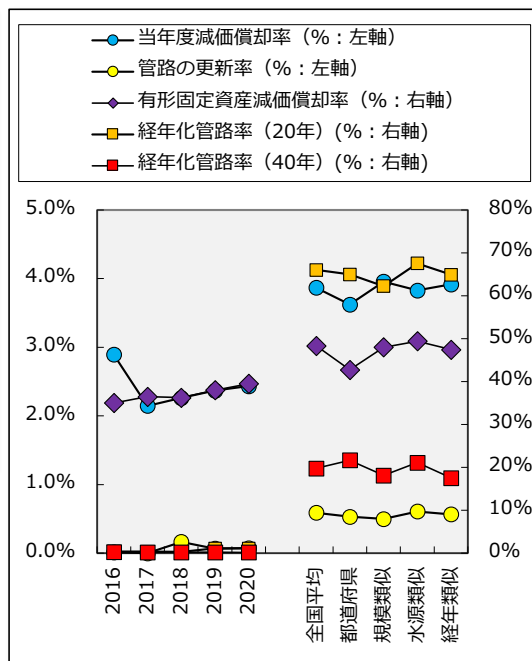 当年度減価償却率（%：左軸）
管路の更新率（%：左軸）
有形固定資産減価償却率（%：右軸）
経年化管路率（20年）(%：右軸)
経年化管路率（40年）(%：右軸)
5.0%
4.0%
3.0%
2.0%
1.0%
0.0%
80%
70%
60%
50%
40%
30%
20%
10%
0%
2016
2017
2018
2019
2020
全国平均
都道府県
規模類似
水源類似
経年類似